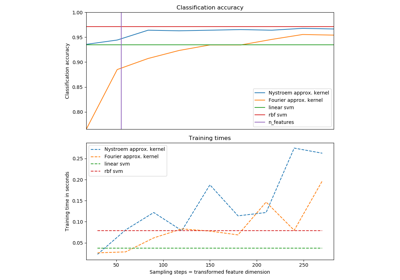 Classification accuracy
1.00
0.95
0.90
0.85
0.80
Classification accuracy
Nystroem approx. kernel
Fourier approx. kernel
linear svm
rbf svm
n_features
Training times
Nystroem approx. kernel
Fourier approx. kernel
linear svm
rbf svm
0.25
0.20
0.15
0.10
0.05
Training time in seconds
50
100
150
200
250
Sampling steps = transformed feature dimension